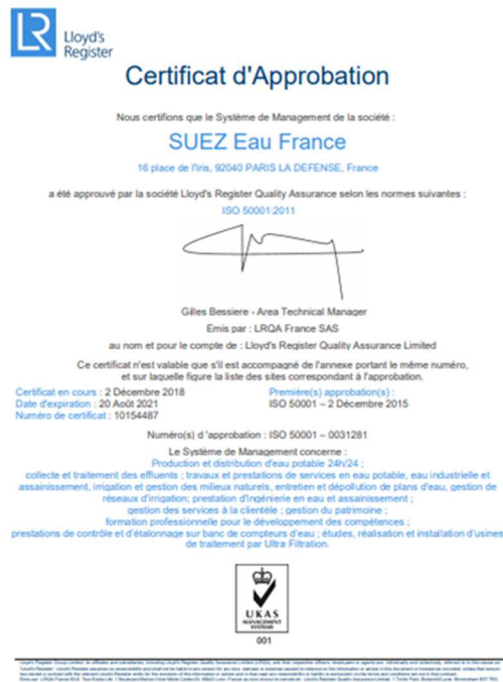 LR
Lloyd's
Register
Certificat d'Approbation
Nous certifions que le Système de Management de la société :
SUEZ Eau France
16 place de l'Iris, 92040 PARIS LA DEFENSE, France
a été approuvé par la société Lloyd's Register Quality Assurance selon les normes suivantes :
ISO 50001:2011
Gilles Bessiere - Area Technical Manager
Emis par : LRQA France SAS
au nom et pour le compte de : Lloyd's Register Quality Assurance Limited
Ce certificat n'est valable que s'il est accompagné de l'annexe portant le même numéro,
et sur laquelle figure la liste des sites correspondant à l'approbation.
Certificat en cours : 2 Décembre 2018
Date d'expiration : 20 Août 2021
Numéro de certificat : 10154487
Première(s) approbation(s) :
ISO 50001 – 2 Décembre 2015
Numéro(s) d 'approbation : ISO 50001 – 0031281
Le Système de Management concerne :
Production et distribution d'eau potable 24h/24 ;
collecte et traitement des effluents ; travaux et prestations de services en eau potable, eau industrielle et
assainissement, irrigation et gestion des milieux naturels, entretien et dépollution de plans d'eau, gestion de
réseaux d'irrigation; prestation d'ingénierie en eau et assainissement ;
gestion des services à la clientèle ; gestion du patrimoine ;
formation professionnelle pour le développement des compétences ;
prestations de contrôle et d'étalonnage sur banc de compteurs d'eau ; études, réalisation et installation d'usines
de traitement par Ultra Filtration.
UKAS
MANAGEMENT
SYSTEMS
001